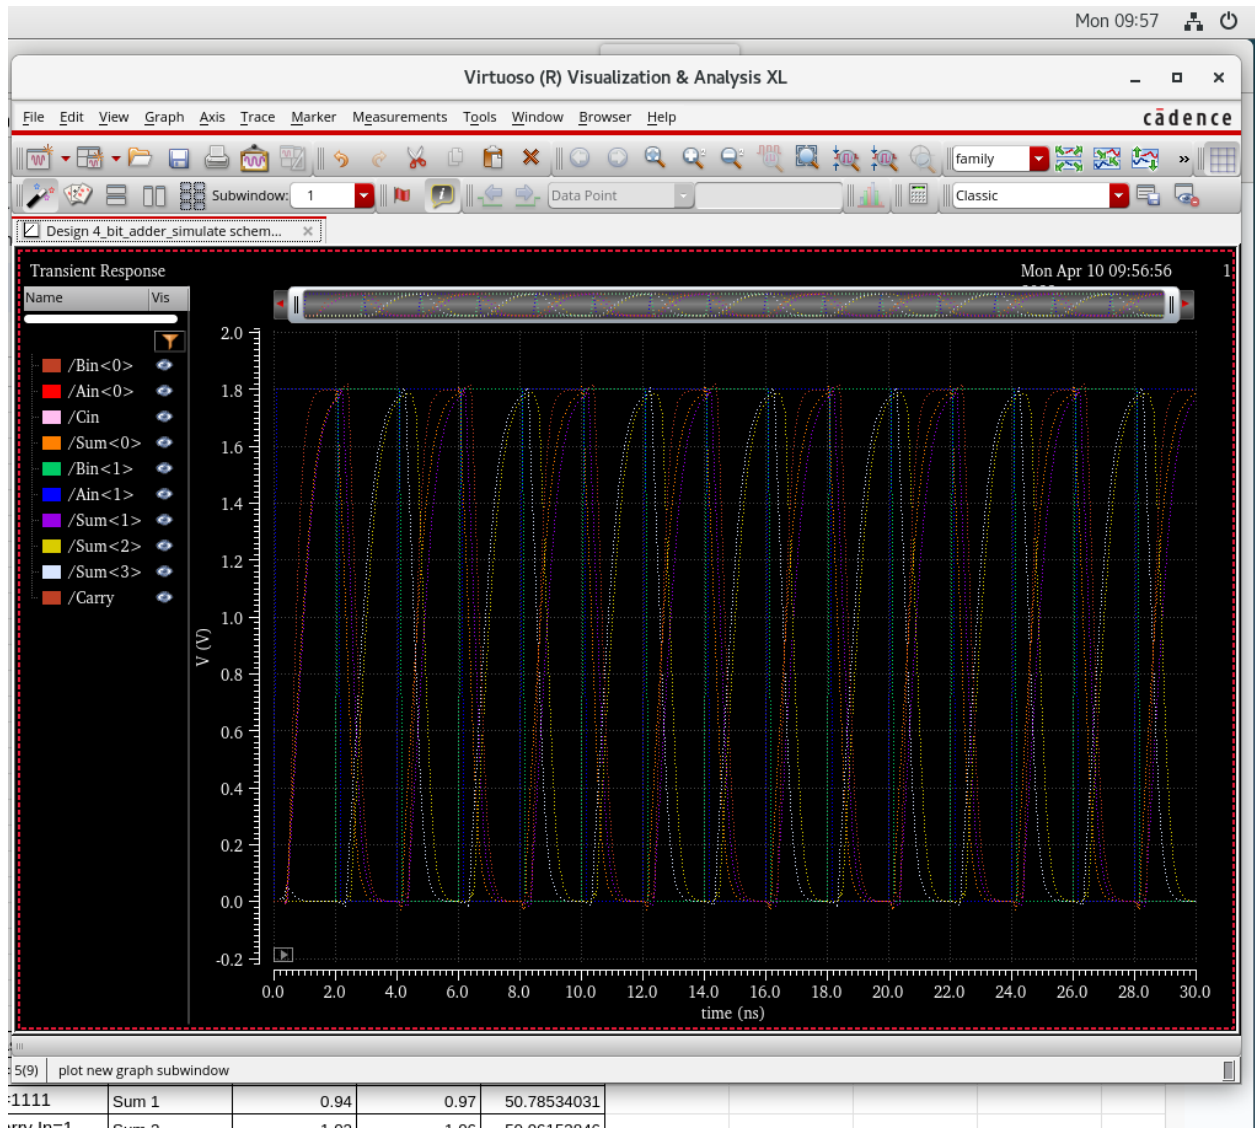 Mon 09:57
Virtuoso (R) Visualization & Analysis XL
File Edit View Graph Axis Trace Marker Measurements Tools Window Browser Help cādence
family
»
Subwindow: 1 Data Point Classic
Design 4_bit_adder_simulate schem... ×
Transient Response Mon Apr 10 09:56:56 1
Name Vis
/Bin<0>
/Ain<0>
/Cin
/Sum<0>
/Bin<1>
/Ain<1>
/Sum<1>
/Sum<2>
/Sum<3>
/Carry
2.0
1.8
1.6
1.4
1.2
1.0
0.8
0.6
0.4
0.2
0.0
-0.2
V (V)
0.0 2.0 4.0 6.0 8.0 10.0 12.0 14.0 16.0 18.0 20.0 22.0 24.0 26.0 28.0 30.0
time (ns)
5(9) plot new graph subwindow
=1111 Sum 1 0.94 0.97 50.78534031